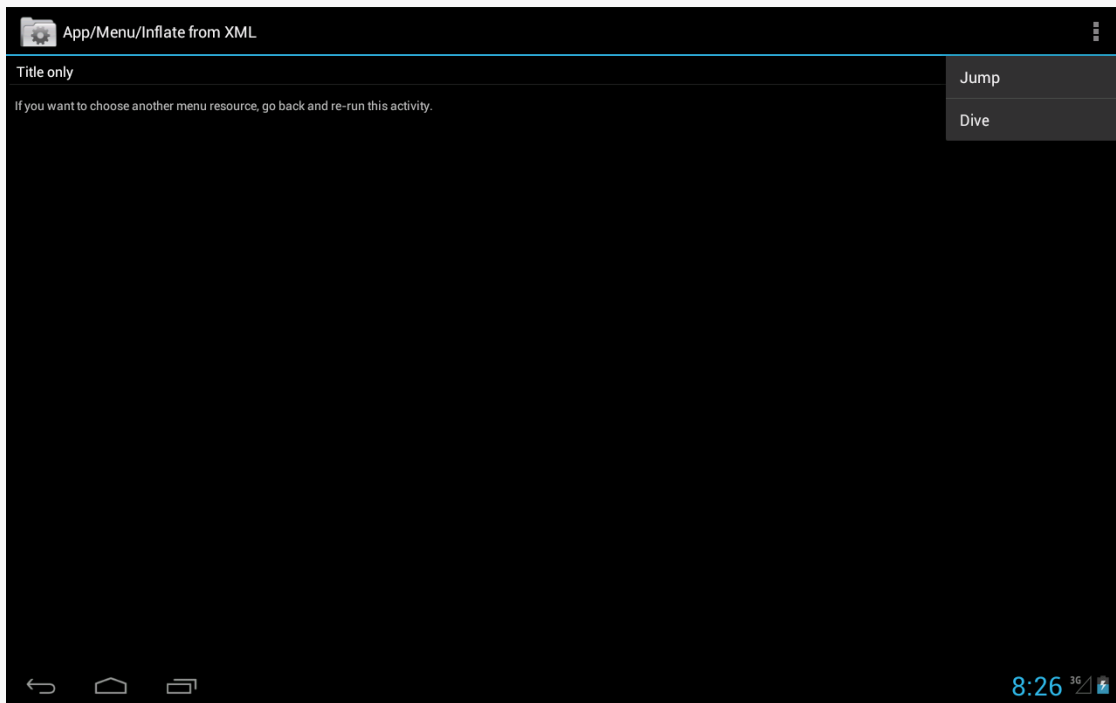 App/Menu/Inflate from XML
Title only
Jump
If you want to choose another menu resource, go back and re-run this activity.
Dive
8:26 3G